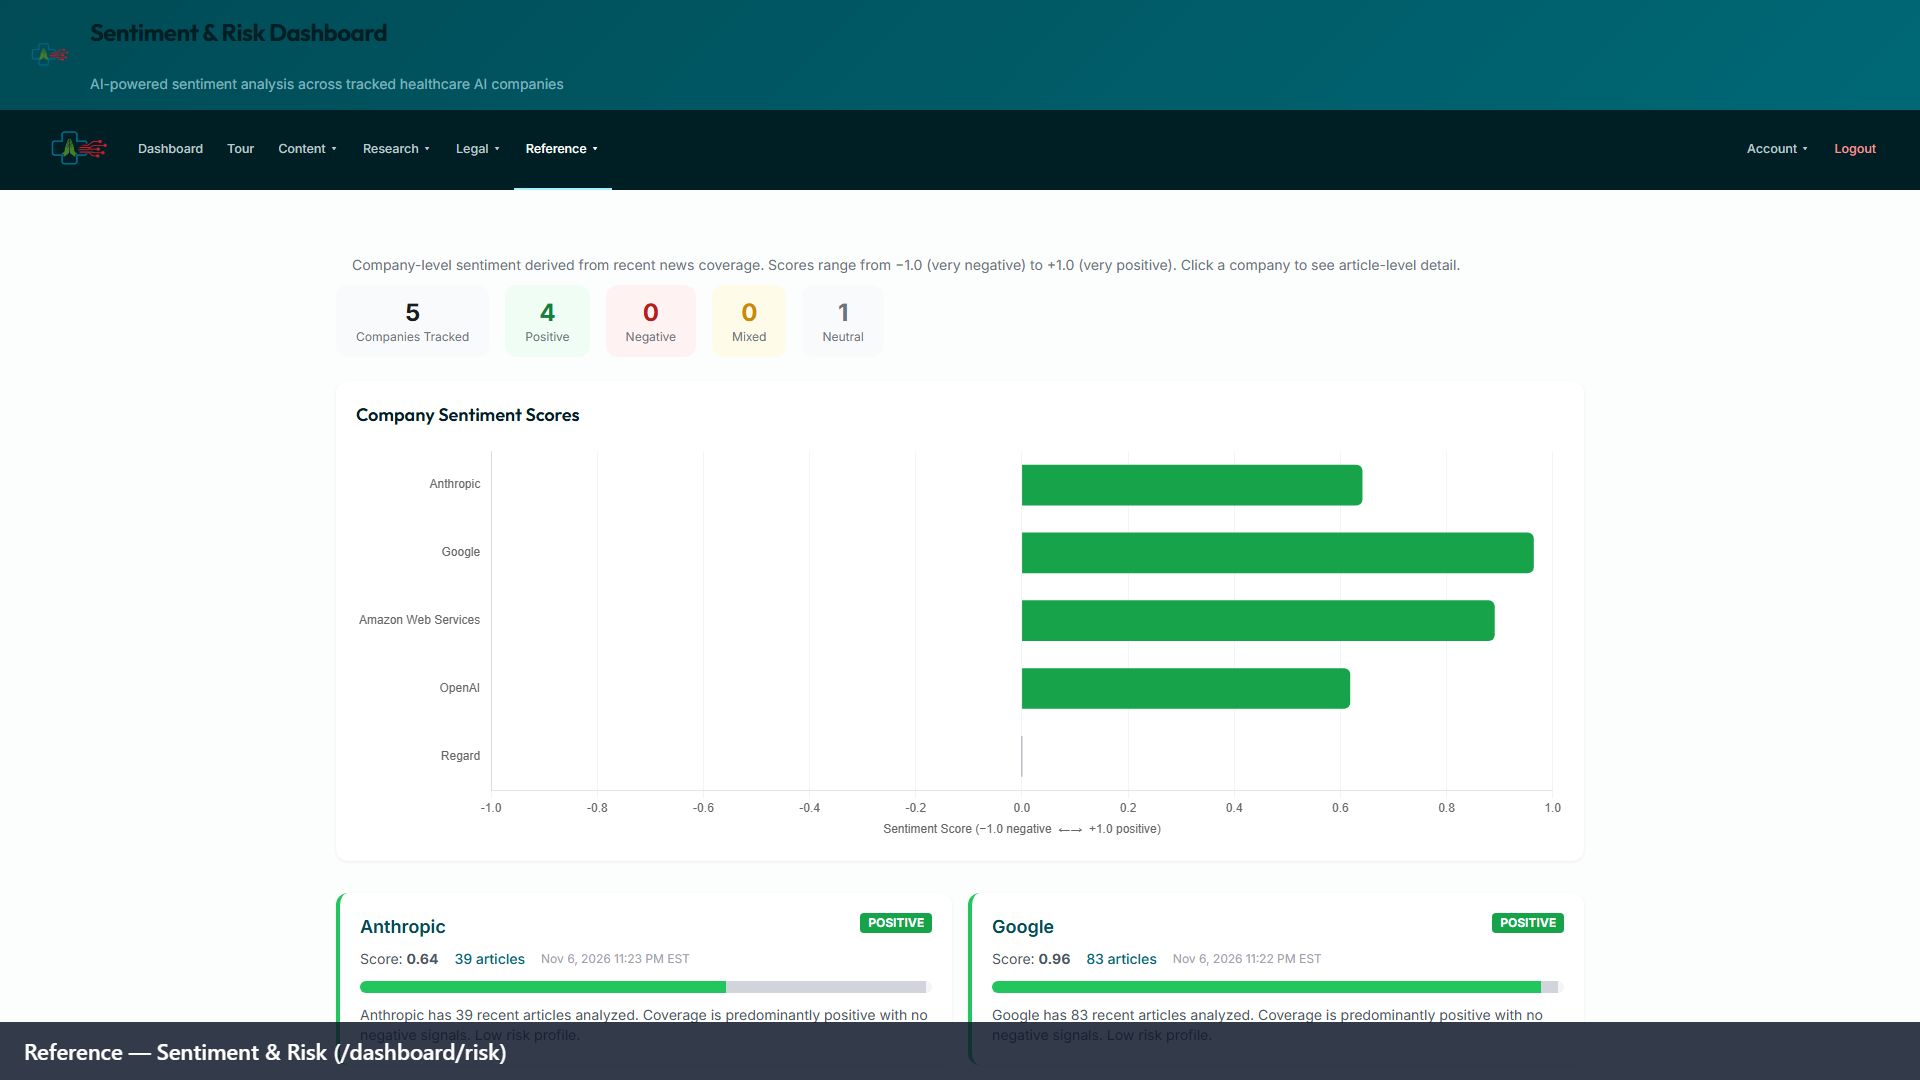 Sentiment & Risk Dashboard
AI-powered sentiment analysis across tracked healthcare AI companies
Dashboard Tour Content Research Legal Reference Account Logout
Company-level sentiment derived from recent news coverage. Scores range from −1.0 (very negative) to +1.0 (very positive). Click a company to see article-level detail.
5 4 0 0 1
Companies Tracked Positive Negative Mixed Neutral
Company Sentiment Scores
Anthropic
Google
Amazon Web Services
OpenAI
Regard
-1.0 -0.8 -0.6 -0.4 -0.2 0.0 0.2 0.4 0.6 0.8 1.0
Sentiment Score (−1.0 negative ⟵⟶ +1.0 positive)
Anthropic POSITIVE
Score: 0.64 39 articles Nov 6, 2026 11:23 PM EST
Anthropic has 39 recent articles analyzed. Coverage is predominantly positive with no
negative signals. Low risk profile.
Google POSITIVE
Score: 0.96 83 articles Nov 6, 2026 11:22 PM EST
Google has 83 recent articles analyzed. Coverage is predominantly positive with no
negative signals. Low risk profile.
Reference — Sentiment & Risk (/dashboard/risk)